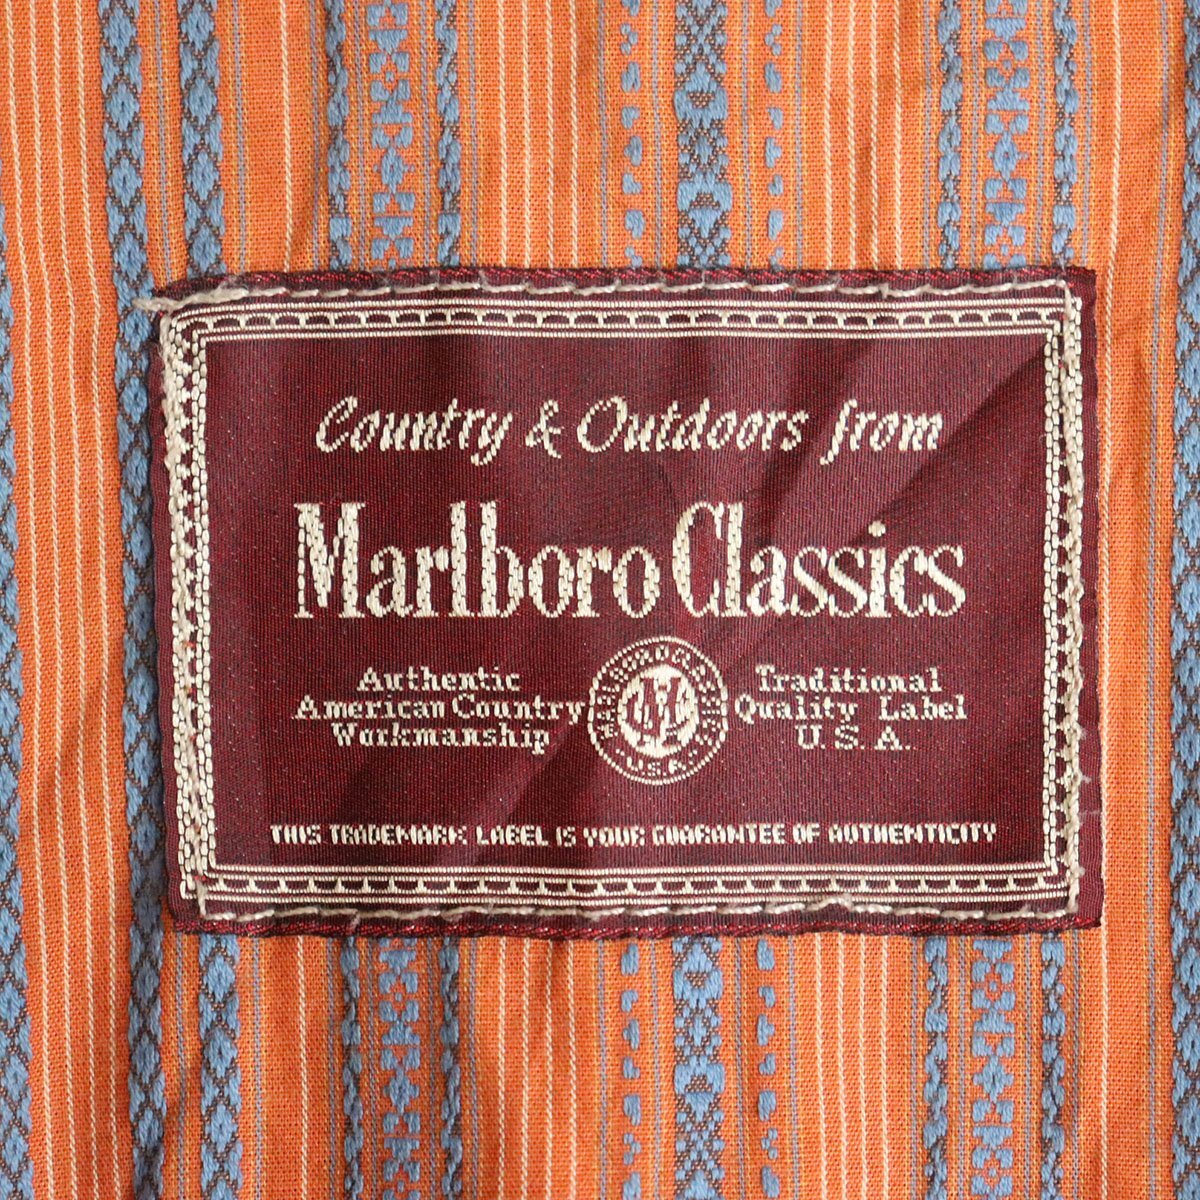 Country & Outdoors from
Marlboro Classics
Authentic
American Country
Workmanship
U.S.A.
Traditional
Quality Label
U.S.A.
THIS TRADEMARK LABEL IS YOUR GUARANTEE OF AUTHENTICITY